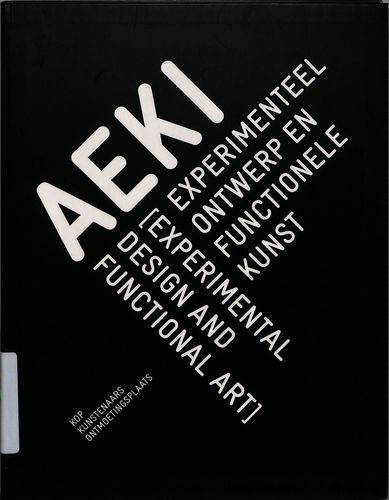 AEKI
EXPERIMENTEEL
ONTWERP EN
FUNCTIONELE
KUNST
[EXPERIMENTAL
DESIGN AND
FUNCTIONAL ART]
KOP
KUNSTENAARS
ONTMOETINGSPLAATS